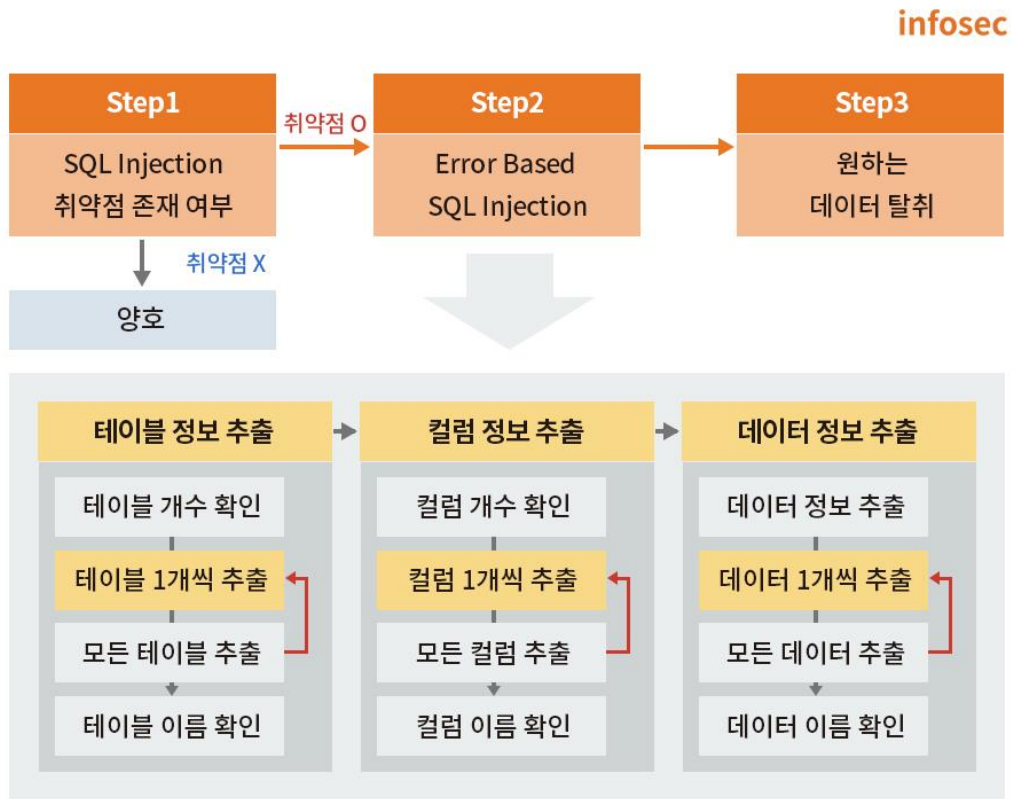 infosec
Step1
SQL Injection
취약점 존재 여부
취약점 O
Step2
Error Based
SQL Injection
Step3
원하는
데이터 탈취
취약점 X
양호
테이블 정보 추출
테이블 개수 확인
테이블 1개씩 추출
모든 테이블 추출
테이블 이름 확인
컬럼 정보 추출
컬럼 개수 확인
컬럼 1개씩 추출
모든 컬럼 추출
컬럼 이름 확인
데이터 정보 추출
데이터 정보 추출
데이터 1개씩 추출
모든 데이터 추출
데이터 이름 확인